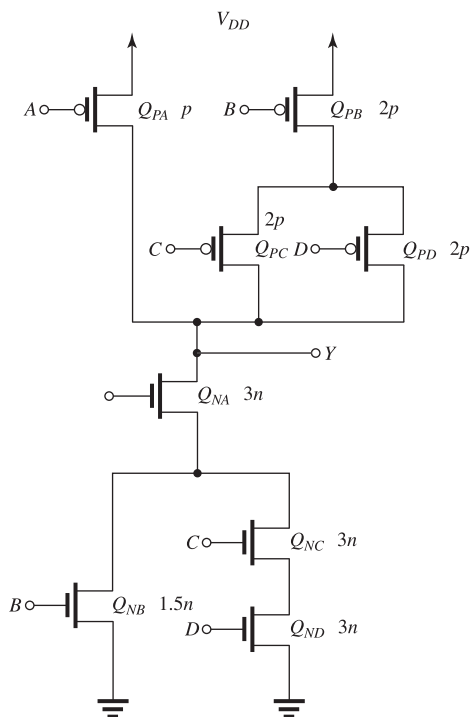 V_DD
A Q_PA p B Q_PB 2p
2p
C Q_PC D Q_PD 2p
Y
Q_NA 3n
C Q_NC 3n
B Q_NB 1.5n
D Q_ND 3n